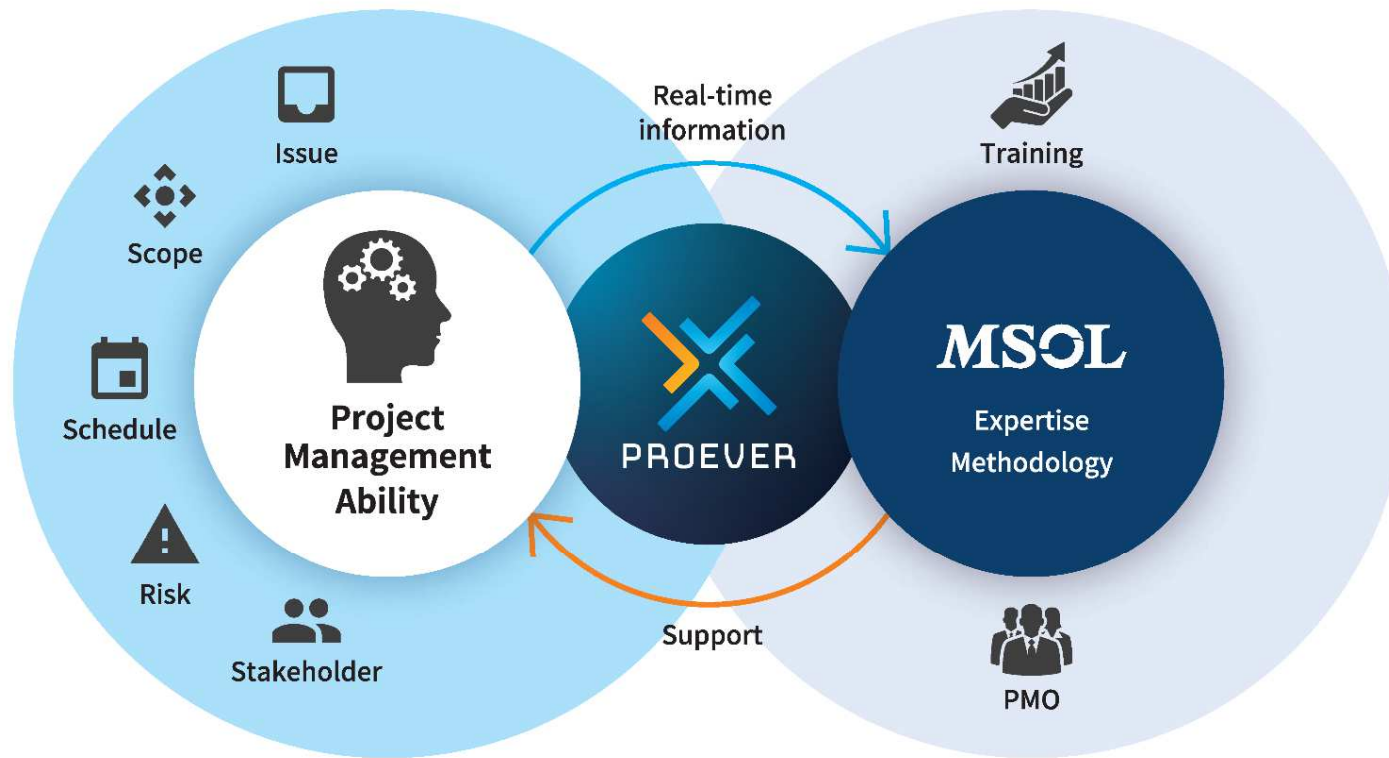 Issue
Scope
Schedule
Risk
Stakeholder
Project
Management
Ability
Real-time
information
PROEVER
Support
Training
MSOL
Expertise
Methodology
PMO